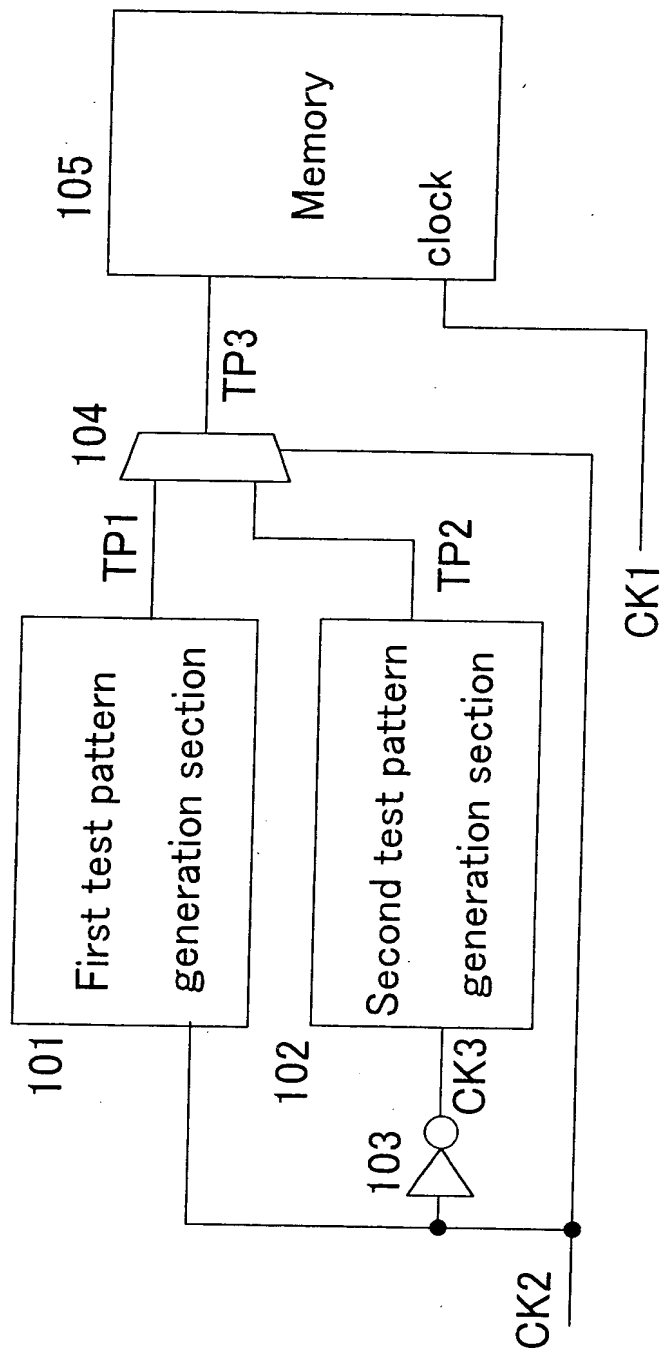 101
First test pattern
generation section
TP1
104
TP3
105
Memory
clock
102
Second test pattern
generation section
TP2
103
CK3
CK2
CK1